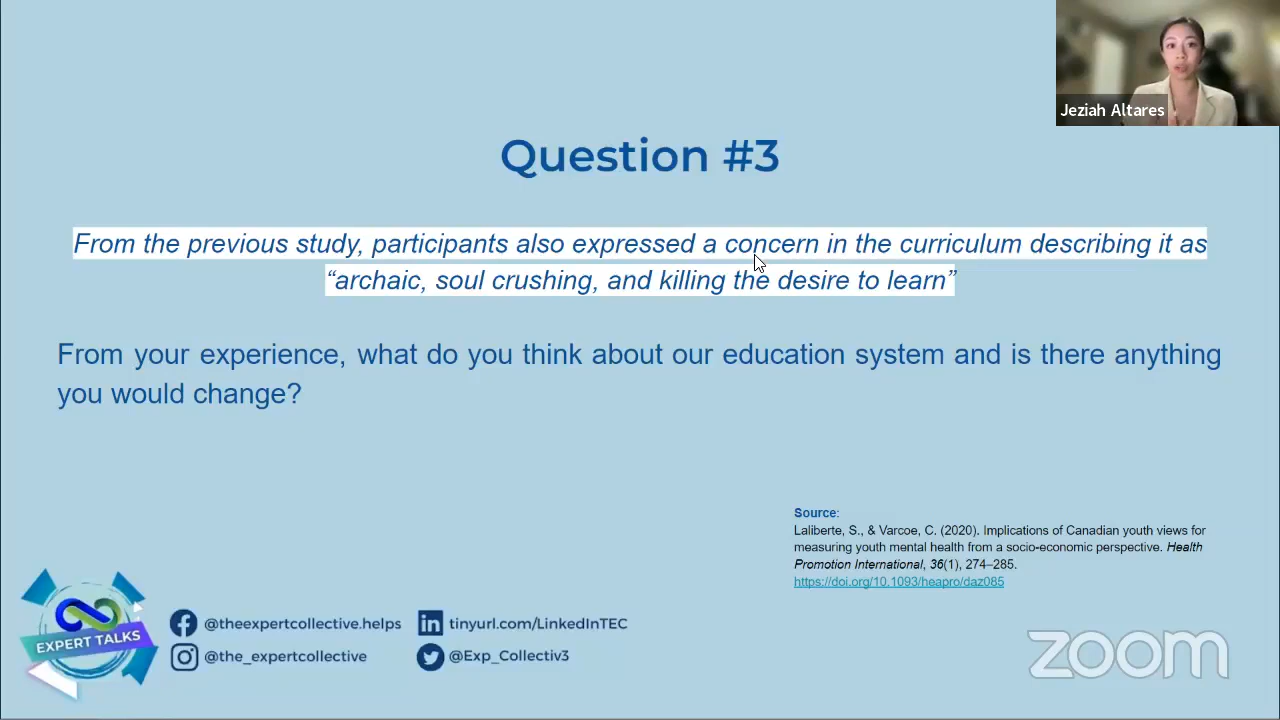 Jeziah Altares
Question #3
From the previous study, participants also expressed a concern in the curriculum describing it as
“archaic, soul crushing, and killing the desire to learn”
From your experience, what do you think about our education system and is there anything
you would change?
Source:
Laliberte, S., & Varcoe, C. (2020). Implications of Canadian youth views for
measuring youth mental health from a socio-economic perspective. Health
Promotion International, 36(1), 274–285.
https://doi.org/10.1093/heapro/daz085
EXPERT TALKS
@theexpertcollective.helps
tinyurl.com/LinkedInTEC
@the_expertcollective
@Exp_Collectiv3
zoom